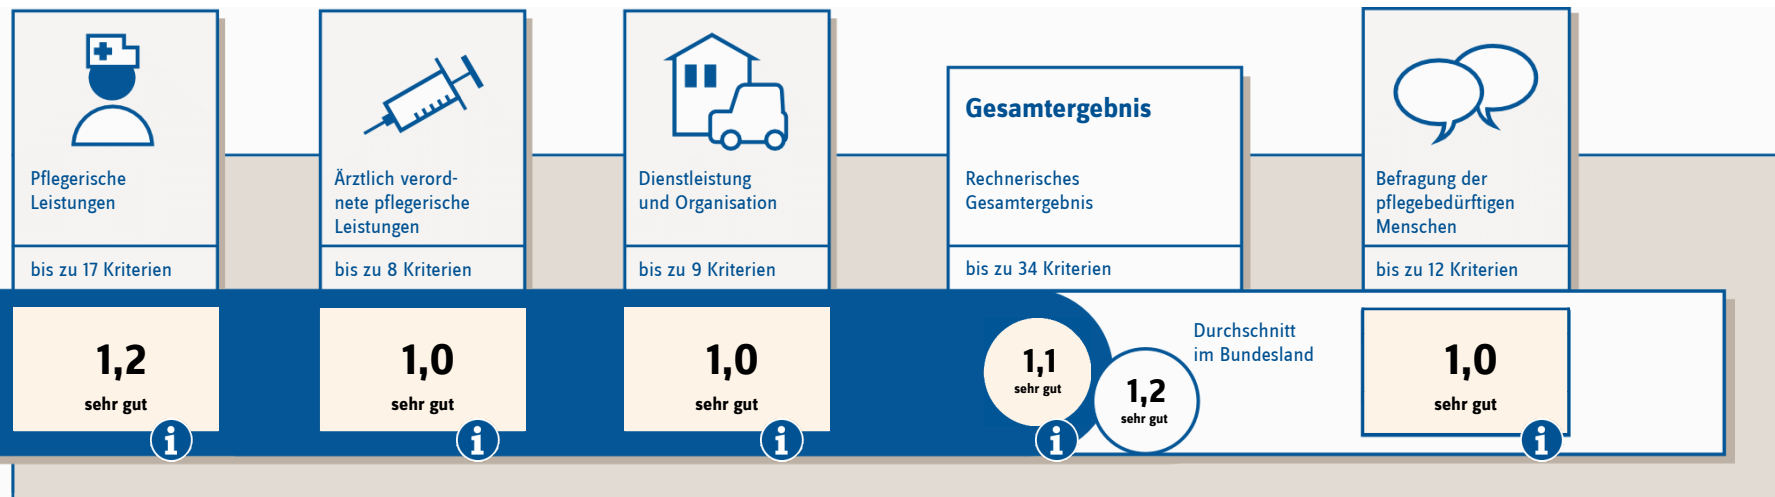 Pflegerische
Leistungen
bis zu 17 Kriterien
1,2
sehr gut
i
Ärztlich verord-
nete pflegerische
Leistungen
bis zu 8 Kriterien
1,0
sehr gut
i
Dienstleistung
und Organisation
bis zu 9 Kriterien
1,0
sehr gut
i
Gesamtergebnis
Rechnerisches
Gesamtergebnis
bis zu 34 Kriterien
1,1
sehr gut
i
Durchschnitt
im Bundesland
1,2
sehr gut
Befragung der
pflegebedürftigen
Menschen
bis zu 12 Kriterien
1,0
sehr gut
i